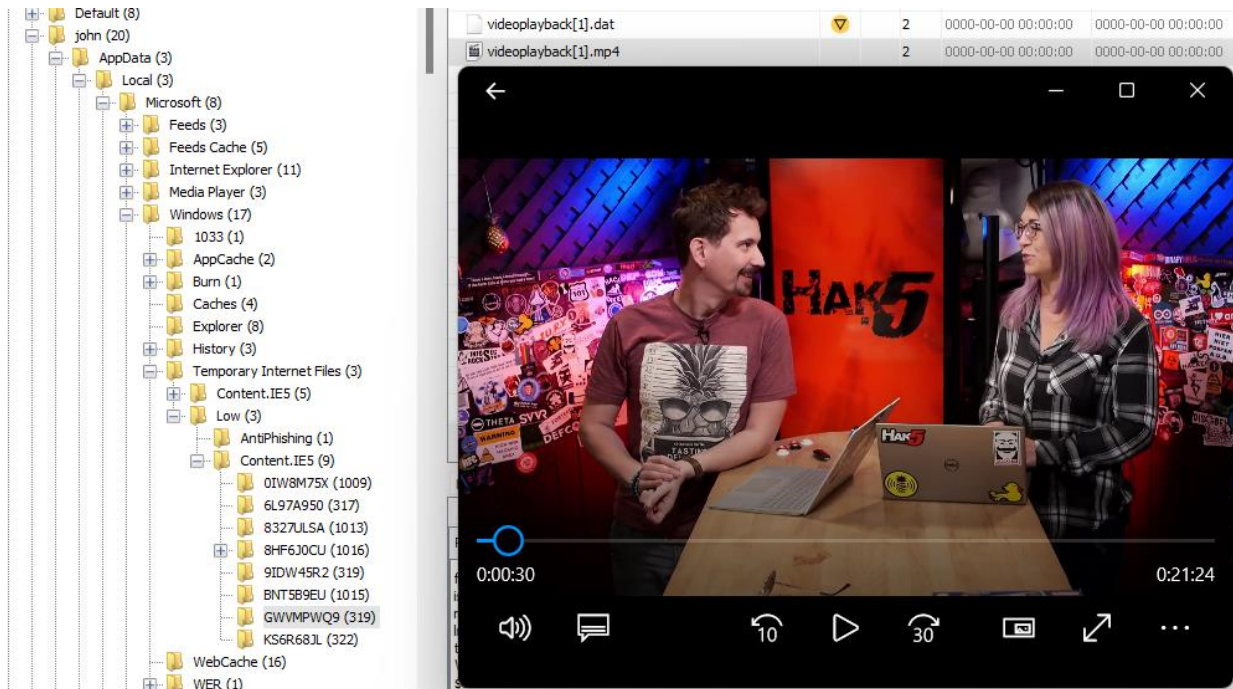 Default (8)
john (20)
AppData (3)
Local (3)
Microsoft (8)
Feeds (3)
Feeds Cache (5)
Internet Explorer (11)
Media Player (3)
Windows (17)
1033 (1)
AppCache (2)
Burn (1)
Caches (4)
Explorer (8)
History (3)
Temporary Internet Files (3)
Content.IE5 (5)
Low (3)
AntiPhishing (1)
Content.IE5 (9)
0IW8M75X (1009)
6L97A950 (317)
8327ULSA (1013)
8HF6J0CU (1016)
9IDW45R2 (319)
BNT5B9EU (1015)
GWVMPWQ9 (319)
KS6R68JL (322)
WebCache (16)
WER (1)
videoplayback[1].dat 2 0000-00-00 00:00:00 0000-00-00 00:00:00
videoplayback[1].mp4 2 0000-00-00 00:00:00 0000-00-00 00:00:00
HAK5
THETA
WARNING
HAK5
DELL
0:00:30
0:21:24
10
30